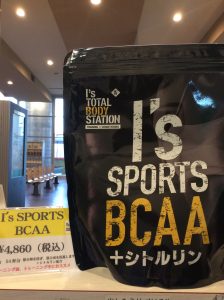 I's
TOTAL
BODY
STATION
I's
SPORTS
BCAA
+シトルリン
I's SPORTS
BCAA
¥4,860（税込）